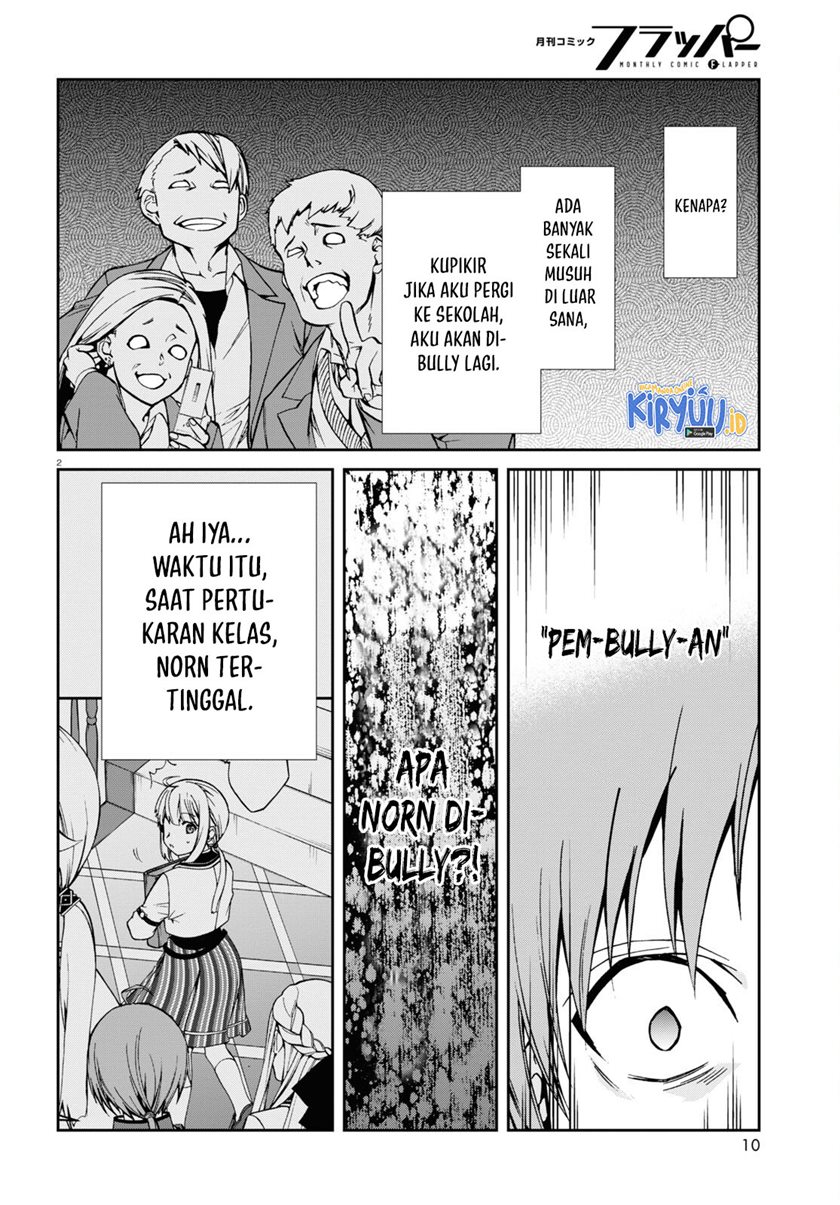 月刊コミック フラッパー
MONTHLY COMIC FLAPPER
KENAPA?
ADA
BANYAK
SEKALI
MUSUH
DI LUAR
SANA,
KUPIKIR
JIKA AKU PERGI
KE SEKOLAH,
AKU AKAN DI-
BULLY LAGI.
KIRYUU.ID
Google Play
2
"PEM-BULLY-AN"
APA
NORN DI-
BULLY?!
AH IYA...
WAKTU ITU,
SAAT PERTU-
KARAN KELAS,
NORN TER-
TINGGAL.
10